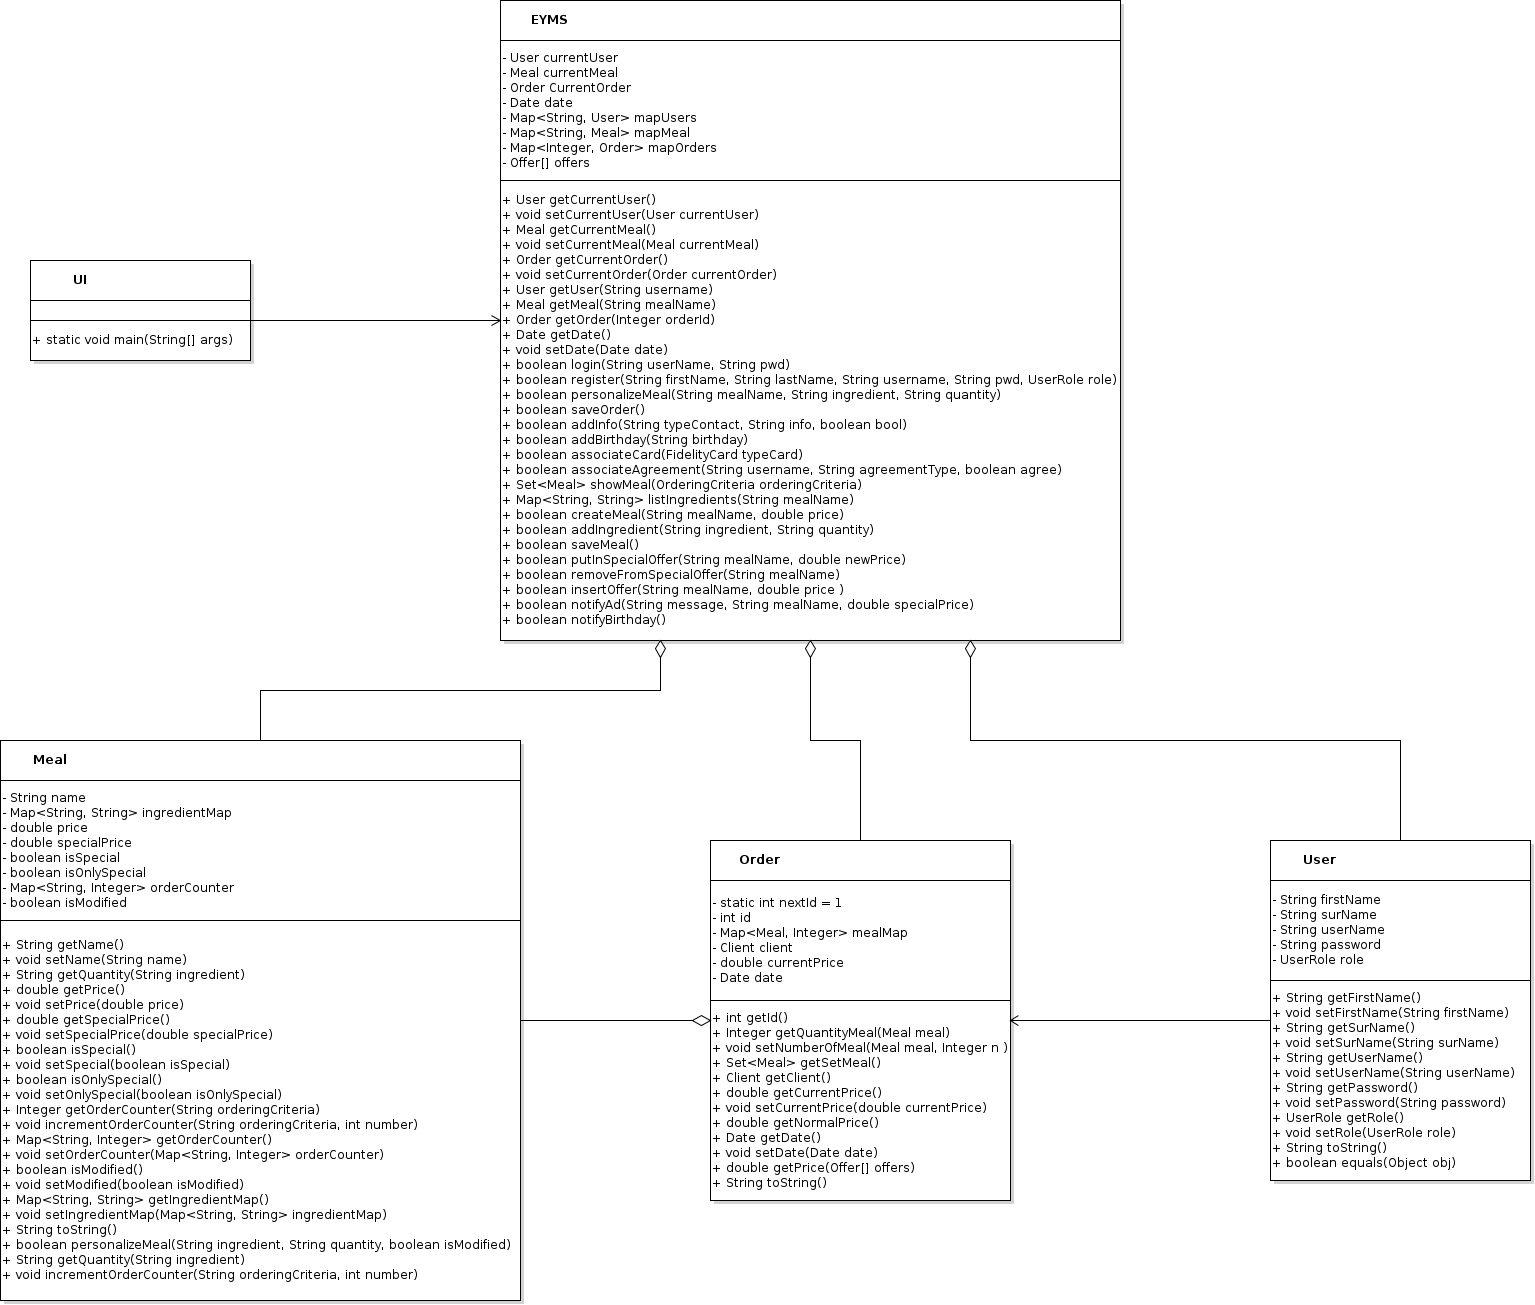 EYMS
- User currentUser
- Meal currentMeal
- Order CurrentOrder
- Date date
- Map<String, User> mapUsers
- Map<String, Meal> mapMeal
- Map<Integer, Order> mapOrders
- Offer[] offers
+ User getCurrentUser()
+ void setCurrentUser(User currentUser)
+ Meal getCurrentMeal()
+ void setCurrentMeal(Meal currentMeal)
+ Order getCurrentOrder()
+ void setCurrentOrder(Order currentOrder)
+ User getUser(String username)
+ Meal getMeal(String mealName)
+ Order getOrder(Integer orderId)
+ Date getDate()
+ void setDate(Date date)
+ boolean login(String userName, String pwd)
+ boolean register(String firstName, String lastName, String username, String pwd, UserRole role)
+ boolean personalizeMeal(String mealName, String ingredient, String quantity)
+ boolean saveOrder()
+ boolean addInfo(String typeContact, String info, boolean bool)
+ boolean addBirthday(String birthday)
+ boolean associateCard(FidelityCard typeCard)
+ boolean associateAgreement(String username, String agreementType, boolean agree)
+ Set<Meal> showMeal(OrderingCriteria orderingCriteria)
+ Map<String, String> listIngredients(String mealName)
+ boolean createMeal(String mealName, double price)
+ boolean addIngredient(String ingredient, String quantity)
+ boolean saveMeal()
+ boolean putInSpecialOffer(String mealName, double newPrice)
+ boolean removeFromSpecialOffer(String mealName)
+ boolean insertOffer(String mealName, double price )
+ boolean notifyAd(String message, String mealName, double specialPrice)
+ boolean notifyBirthday()
UI
+ static void main(String[] args)
Meal
- String name
- Map<String, String> ingredientMap
- double price
- double specialPrice
- boolean isSpecial
- boolean isOnlySpecial
- Map<String, Integer> orderCounter
- boolean isModified
+ String getName()
+ void setName(String name)
+ String getQuantity(String ingredient)
+ double getPrice()
+ void setPrice(double price)
+ double getSpecialPrice()
+ void setSpecialPrice(double specialPrice)
+ boolean isSpecial()
+ void setSpecial(boolean isSpecial)
+ boolean isOnlySpecial()
+ void setOnlySpecial(boolean isOnlySpecial)
+ Integer getOrderCounter(String orderingCriteria)
+ void incrementOrderCounter(String orderingCriteria, int number)
+ Map<String, Integer> getOrderCounter()
+ void setOrderCounter(Map<String, Integer> orderCounter)
+ boolean isModified()
+ void setModified(boolean isModified)
+ Map<String, String> getIngredientMap()
+ void setIngredientMap(Map<String, String> ingredientMap)
+ String toString()
+ boolean personalizeMeal(String ingredient, String quantity, boolean isModified)
+ String getQuantity(String ingredient)
+ void incrementOrderCounter(String orderingCriteria, int number)
Order
- static int nextId = 1
- int id
- Map<Meal, Integer> mealMap
- Client client
- double currentPrice
- Date date
+ int getId()
+ Integer getQuantityMeal(Meal meal)
+ void setNumberOfMeal(Meal meal, Integer n )
+ Set<Meal> getSetMeal()
+ Client getClient()
+ double getCurrentPrice()
+ void setCurrentPrice(double currentPrice)
+ double getNormalPrice()
+ Date getDate()
+ void setDate(Date date)
+ double getPrice(Offer[] offers)
+ String toString()
User
- String firstName
- String surName
- String userName
- String password
- UserRole role
+ String getFirstName()
+ void setFirstName(String firstName)
+ String getSurName()
+ void setSurName(String surName)
+ String getUserName()
+ void setUserName(String userName)
+ String getPassword()
+ void setPassword(String password)
+ UserRole getRole()
+ void setRole(UserRole role)
+ String toString()
+ boolean equals(Object obj)